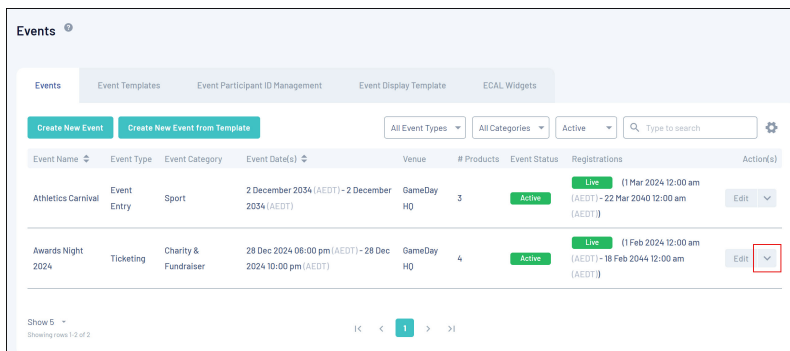 Events
Events Event Templates Event Participant ID Management Event Display Template ECAL Widgets
Create New Event Create New Event from Template All Event Types All Categories Active Type to search
Event Name Event Type Event Category Event Date(s) Venue # Products Event Status Registrations Action(s)
Athletics Carnival Event Entry Sport 2 December 2034 (AEDT) - 2 December 2034 (AEDT) GameDay HQ 3 Active Live (1 Mar 2024 12:00 am (AEDT) - 22 Mar 2040 12:00 am (AEDT)) Edit
Awards Night 2024 Ticketing Charity & Fundraiser 28 Dec 2024 06:00 pm (AEDT) - 28 Dec 2024 10:00 pm (AEDT) GameDay HQ 4 Active Live (1 Feb 2024 12:00 am (AEDT) - 18 Feb 2044 12:00 am (AEDT)) Edit
Show 5
Showing rows 1-2 of 2
1